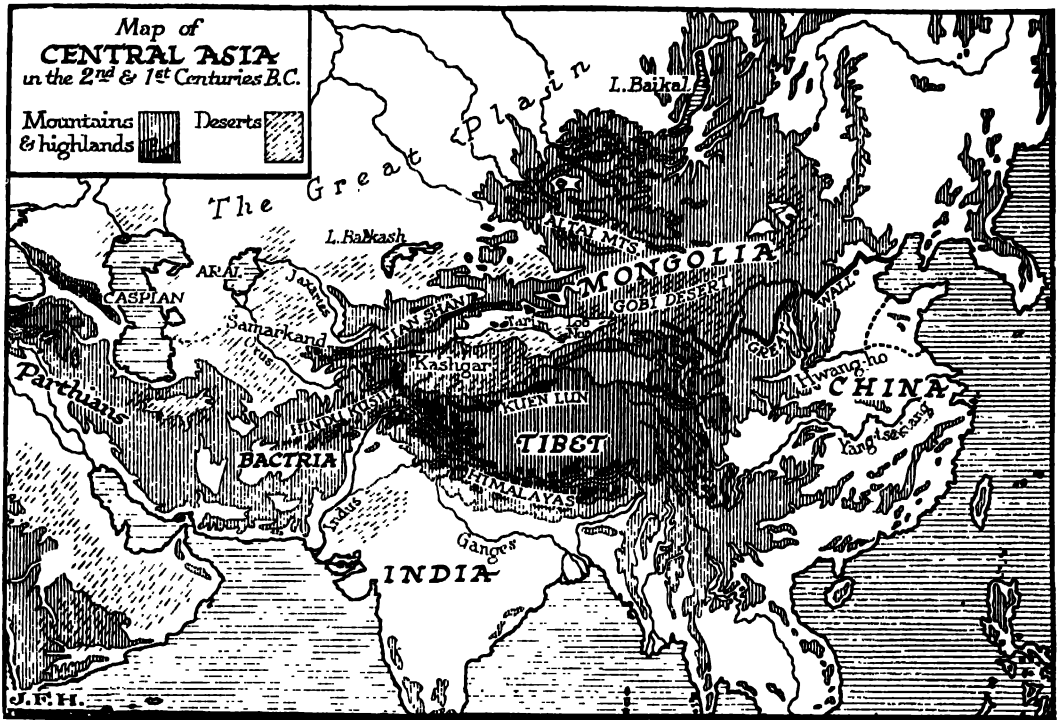 Map of
CENTRAL ASIA
in the 2nd & 1st Centuries B.C.
Mountains
& highlands
Deserts
The Great Plain
L. Baikal
ALTAI MTS.
L. Balkash
MONGOLIA
ARAL
GOBI DESERT
Jaxartes
CASPIAN
TIAN SHAN
WALL
Samarkand
Tarim
GREAT
Oxus
Kashgar
Hwang-ho
Parthians
HINDU KUSH
KUEN LUN
CHINA
TIBET
Yang-tse-kiang
BACTRIA
HIMALAYAS
Indus
Ganges
INDIA
J.F.H.